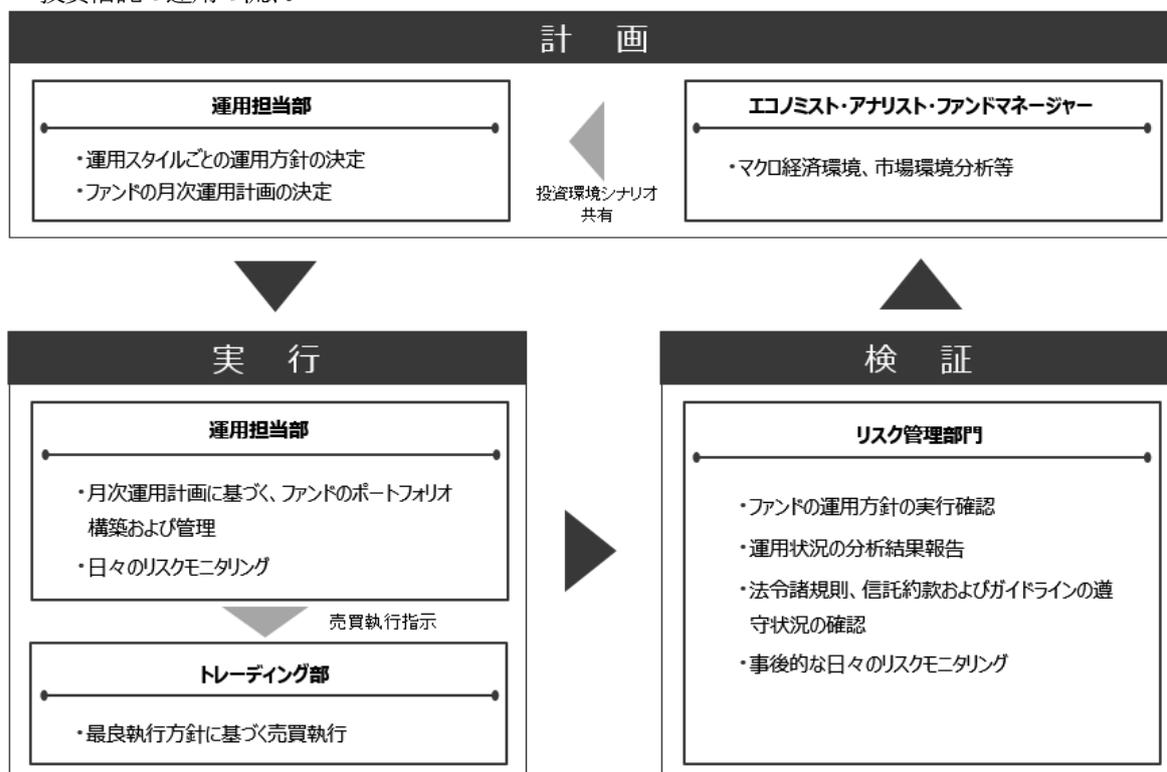 計 画
運用担当部
・運用スタイルごとの運用方針の決定
・ファンドの月次運用計画の決定
投資環境シナリオ
共有
エコノミスト・アナリスト・ファンドマネージャー
・マクロ経済環境、市場環境分析等
実 行
運用担当部
・月次運用計画に基づく、ファンドのポートフォリオ
構築および管理
・日々のリスクモニタリング
売買執行指示
トレーディング部
・最良執行方針に基づく売買執行
検 証
リスク管理部門
・ファンドの運用方針の実行確認
・運用状況の分析結果報告
・法令諸規則、信託約款およびガイドラインの遵
守状況の確認
・事後的な日々のリスクモニタリング